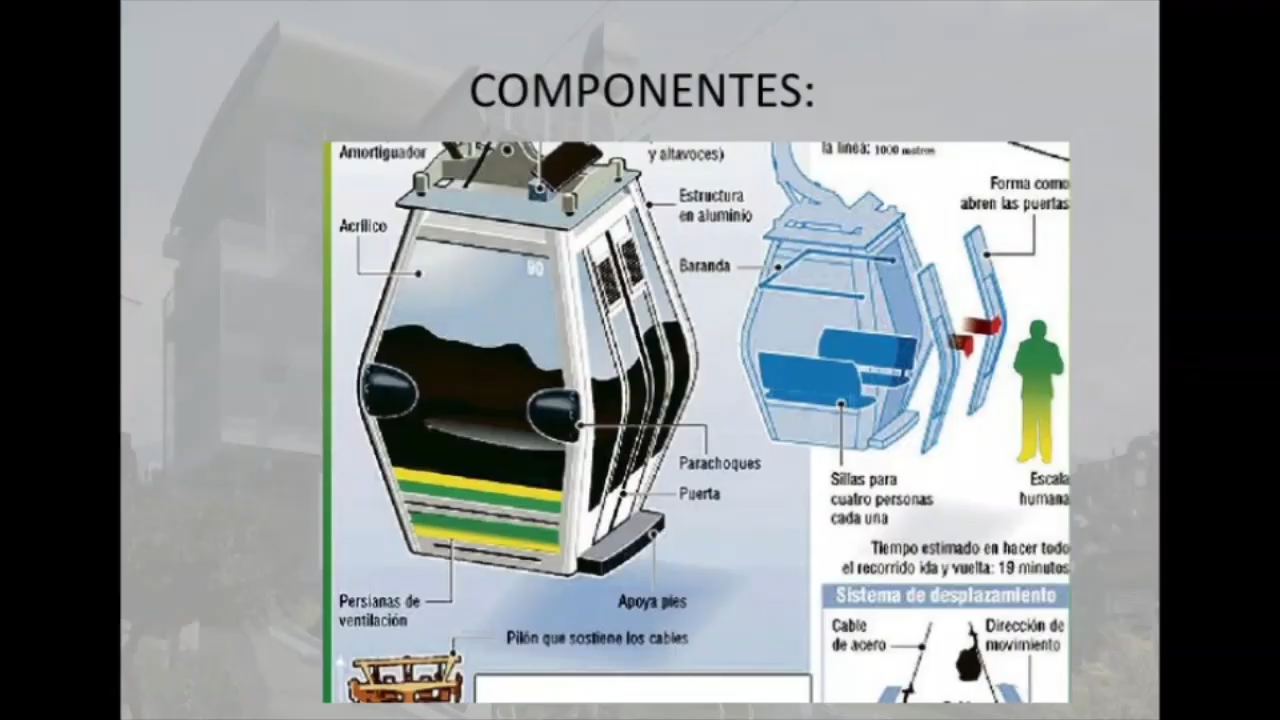 COMPONENTES:
Amortiguador
y altavoces)
la línea: 1000 metros
Forma como
abren las puertas
Estructura
en aluminio
Acrílico
Baranda
90
Parachoques
Puerta
Sillas para
cuatro personas
cada una
Escala
humana
Tiempo estimado en hacer todo
el recorrido ida y vuelta: 19 minutos
Persianas de
ventilación
Apoya pies
Sistema de desplazamiento
Pilón que sostiene los cables
Cable
de acero
Dirección de
movimiento